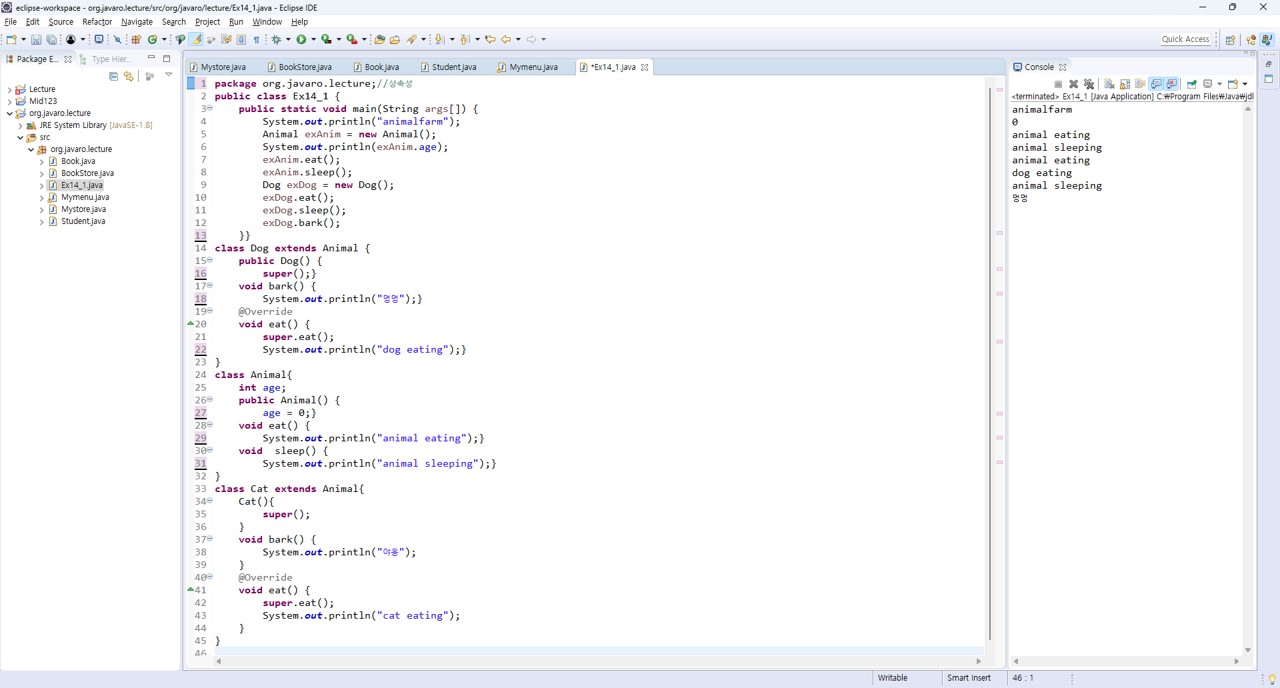 eclipse-workspace - org.javaro.lecture/src/org/javaro/lecture/Ex14_1.java - Eclipse IDE
File Edit Source Refactor Navigate Search Project Run Window Help
Quick Access
Package E... Type Hier...
Lecture
Mid123
org.javaro.lecture
JRE System Library [JavaSE-1.8]
src
org.javaro.lecture
Book.java
BookStore.java
Ex14_1.java
Mymenu.java
Mystore.java
Student.java
Mystore.java BookStore.java Book.java Student.java Mymenu.java *Ex14_1.java
1 package org.javaro.lecture;//상속성
2 public class Ex14_1 {
3 public static void main(String args[]) {
4 System.out.println("animalfarm");
5 Animal exAnim = new Animal();
6 System.out.println(exAnim.age);
7 exAnim.eat();
8 exAnim.sleep();
9 Dog exDog = new Dog();
10 exDog.eat();
11 exDog.sleep();
12 exDog.bark();
13 }}
14 class Dog extends Animal {
15 public Dog() {
16 super();}
17 void bark() {
18 System.out.println("멍멍");}
19 @Override
20 void eat() {
21 super.eat();
22 System.out.println("dog eating");}
23 }
24 class Animal{
25 int age;
26 public Animal() {
27 age = 0;}
28 void eat() {
29 System.out.println("animal eating");}
30 void  sleep() {
31 System.out.println("animal sleeping");}
32 }
33 class Cat extends Animal{
34 Cat(){
35 super();
36 }
37 void bark() {
38 System.out.println("야옹");
39 }
40 @Override
41 void eat() {
42 super.eat();
43 System.out.println("cat eating");
44 }
45 }
46
Console
<terminated> Ex14_1 [Java Application] C:₩Program Files₩Java₩jdl
animalfarm
0
animal eating
animal sleeping
animal eating
dog eating
animal sleeping
멍멍
Writable Smart Insert 46 : 1